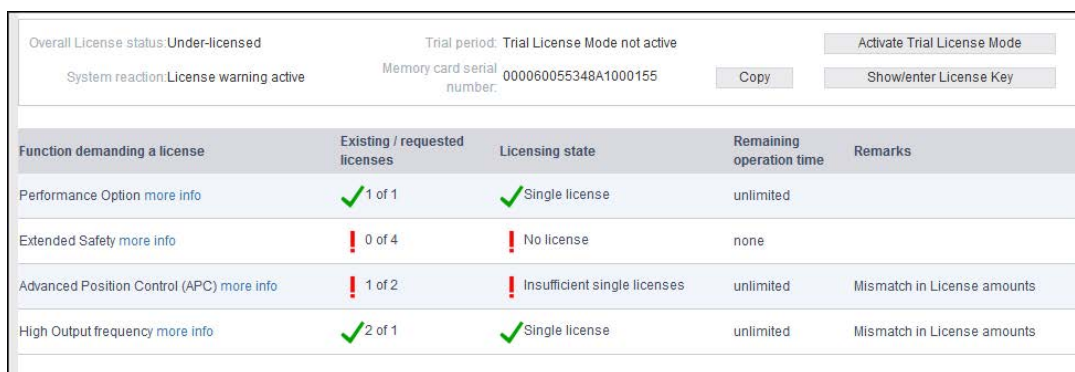 Overall License status: Under-licensed Trial period: Trial License Mode not active Activate Trial License Mode
System reaction: License warning active Memory card serial number: 000060055348A1000155 Copy Show/enter License Key
Function demanding a license Existing / requested licenses Licensing state Remaining operation time Remarks
Performance Option more info 1 of 1 Single license unlimited
Extended Safety more info 0 of 4 No license none
Advanced Position Control (APC) more info 1 of 2 Insufficient single licenses unlimited Mismatch in License amounts
High Output frequency more info 2 of 1 Single license unlimited Mismatch in License amounts